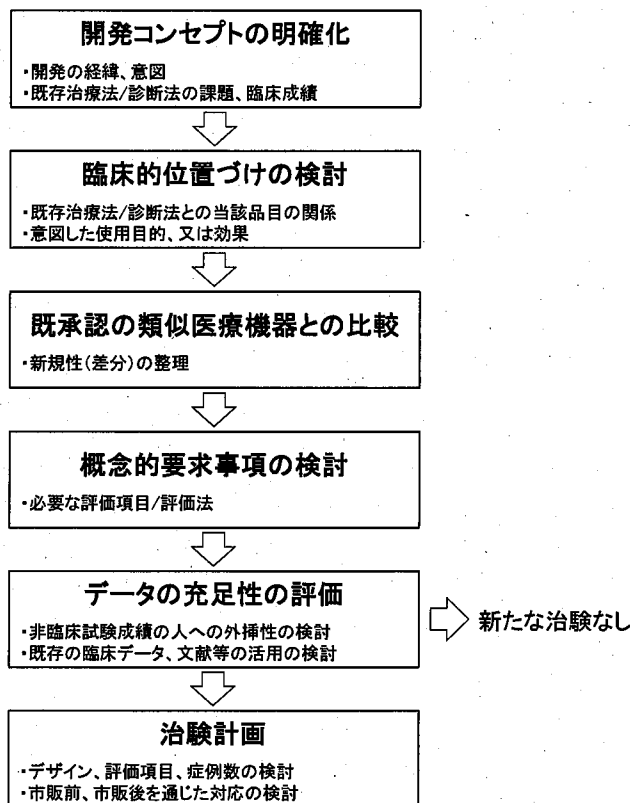 開発コンセプトの明確化
・開発の経緯、意図
・既存治療法/診断法の課題、臨床成績
臨床的位置づけの検討
・既存治療法/診断法との当該品目の関係
・意図した使用目的、又は効果
既承認の類似医療機器との比較
・新規性(差分)の整理
概念的要求事項の検討
・必要な評価項目/評価法
データの充足性の評価
・非臨床試験成績の人への外挿性の検討
・既存の臨床データ、文献等の活用の検討
新たな治験なし
治験計画
・デザイン、評価項目、症例数の検討
・市販前、市販後を通じた対応の検討